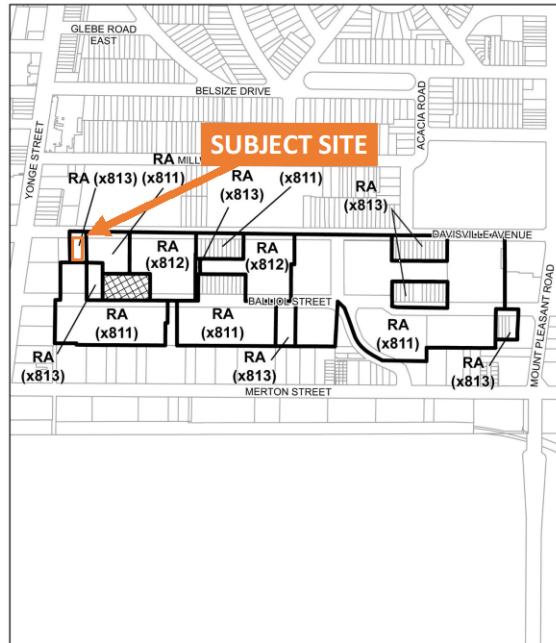 GLEBE ROAD
EAST
BELSIZE DRIVE
YONGE STREET
ACACIA ROAD
SUBJECT SITE
RA MILL
RA (x813)
RA
(x811)
RA
(x813)
(x811)
RA
(x813)
DAVISVILLE AVENUE
RA
(x812)
RA
(x812)
BALLIOL STREET
RA
(x811)
RA
(x811)
RA
(x811)
RA
(x813)
RA
(x813)
RA
(x813)
MERTON STREET
MOUNT PLEASANT ROAD